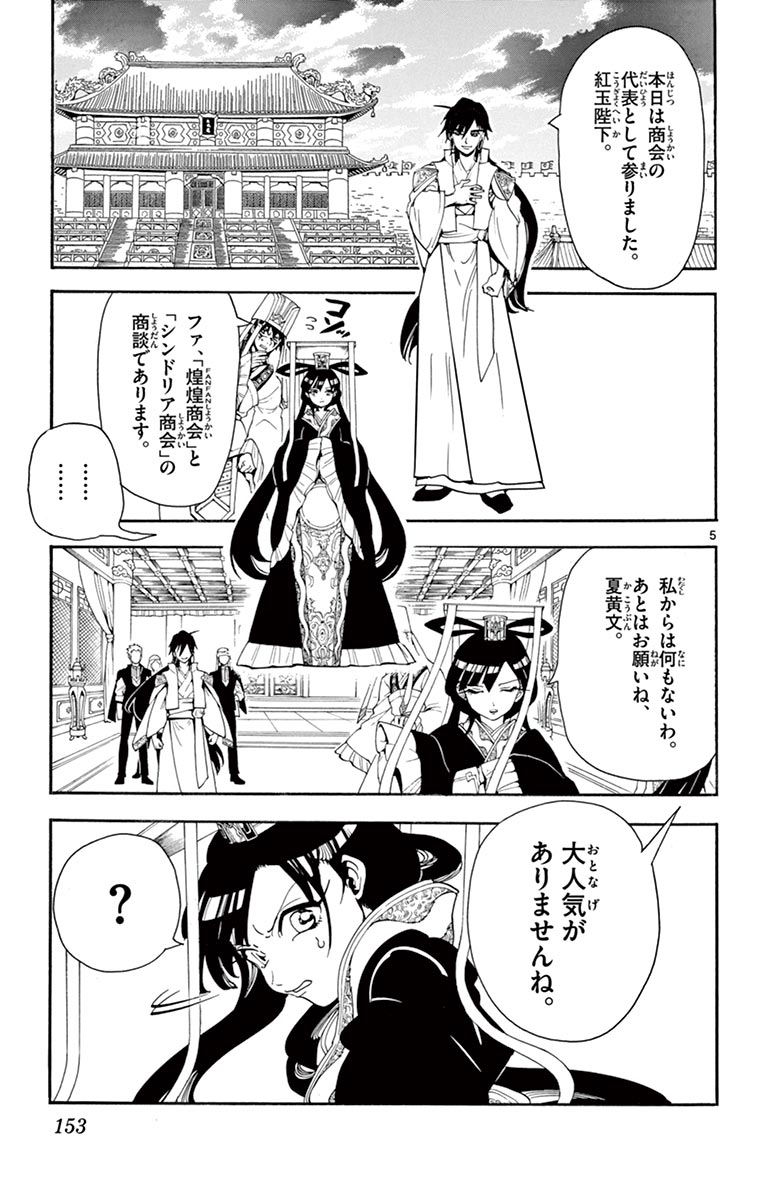 本日は商会の
代表として参りました。
紅玉陛下。
コソッ
ファ、「煌煌商会」と
「シンドリア商会」の
商談であります。
……
5
私からは何もないわ。
あとはお願いね、
夏黄文。
大人気が
ありませんね。
?
153